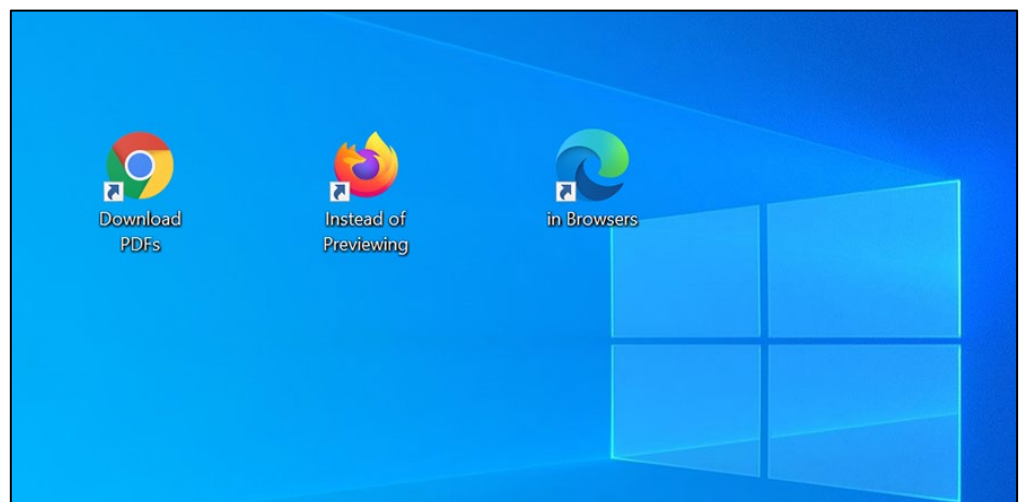 Download
PDFs
Instead of
Previewing
in Browsers